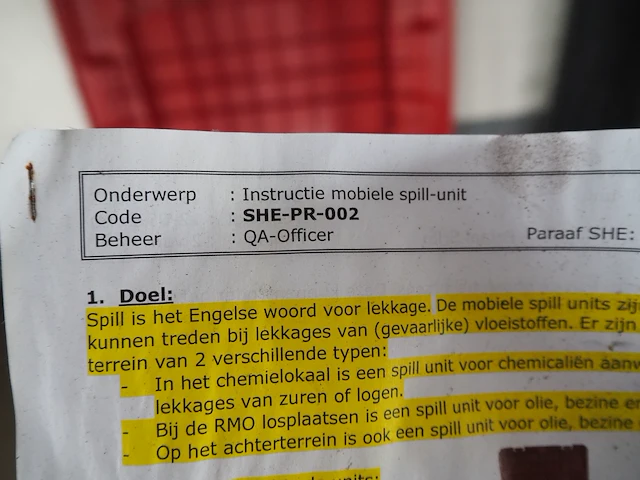 Onderwerp : Instructie mobiele spill-unit
Code : SHE-PR-002
Beheer : QA-Officer Paraaf SHE:
1. Doel:
Spill is het Engelse woord voor lekkage. De mobiele spill units zijn
kunnen treden bij lekkages van (gevaarlijke) vloeistoffen. Er zijn
terrein van 2 verschillende typen:
- In het chemielokaal is een spill unit voor chemicaliën
lekkages van zuren of logen.
- Bij de RMO losplaatsen is een spill unit voor olie, bezine
- Op het achterterrein is ook een spill unit voor olie, bezine
units: